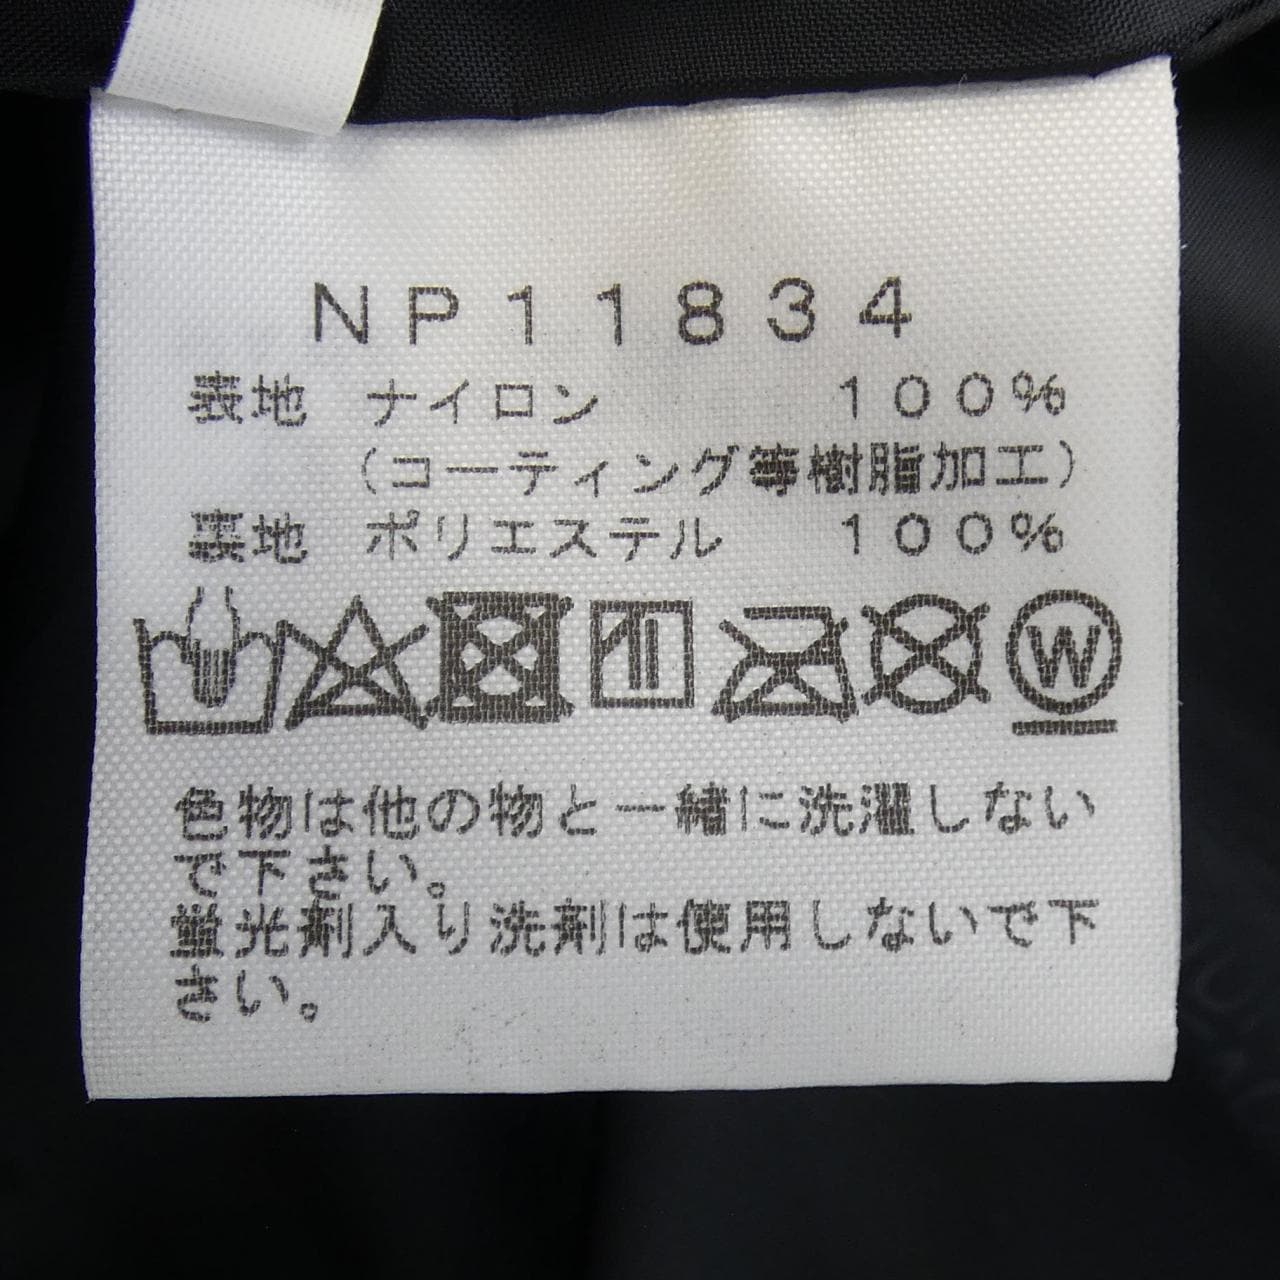 NP11834
表地 ナイロン 100%
(コーティング等樹脂加工)
裏地 ポリエステル 100%
W
色物は他の物と一緒に洗濯しない
で下さい。
蛍光剤入り洗剤は使用しないで下
さい。